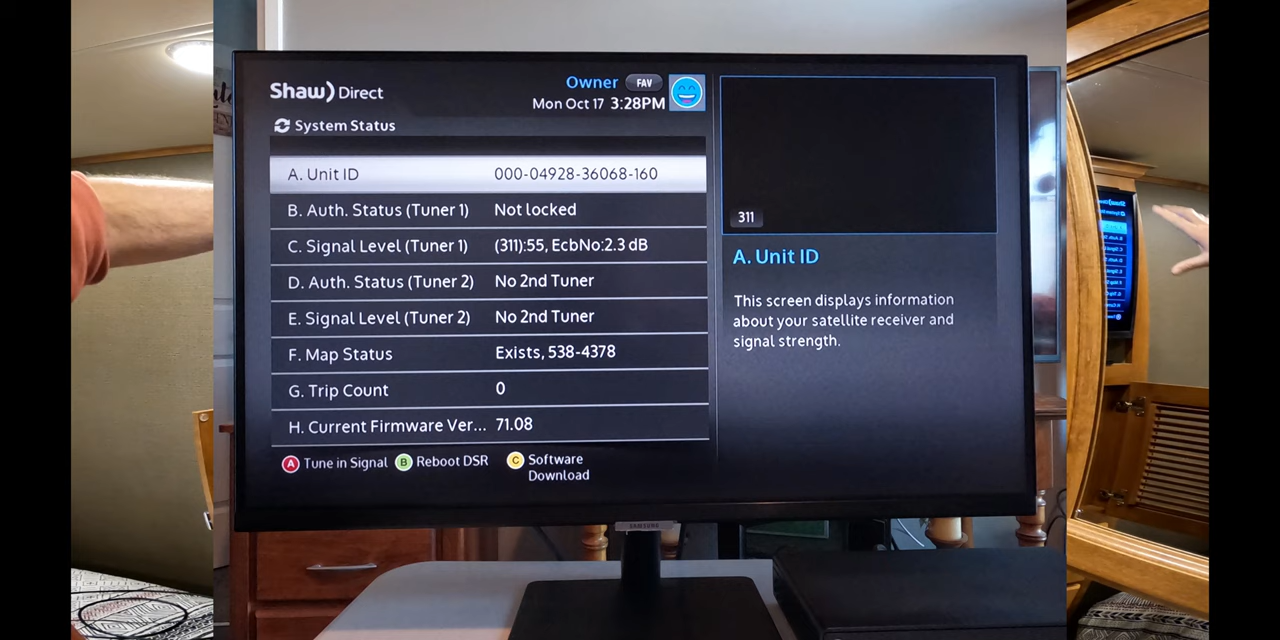 Shaw) Direct
Owner FAV
Mon Oct 17 3:28PM
System Status
A. Unit ID 000-04928-36068-160
B. Auth. Status (Tuner 1) Not locked
C. Signal Level (Tuner 1) (311):55, EcbNo:2.3 dB
D. Auth. Status (Tuner 2) No 2nd Tuner
E. Signal Level (Tuner 2) No 2nd Tuner
F. Map Status Exists, 538-4378
G. Trip Count 0
H. Current Firmware Ver... 71.08
A Tune in Signal B Reboot DSR C Software
Download
311
A. Unit ID
This screen displays information
about your satellite receiver and
signal strength.
SAMSUNG